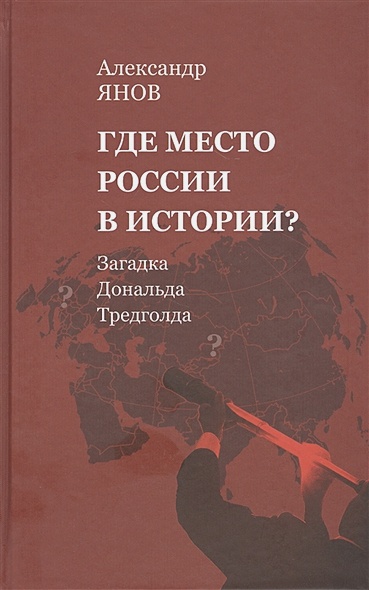 Александр
ЯНОВ
ГДЕ МЕСТО
РОССИИ
В ИСТОРИИ?
Загадка
Дональда
Тредголда
?
?